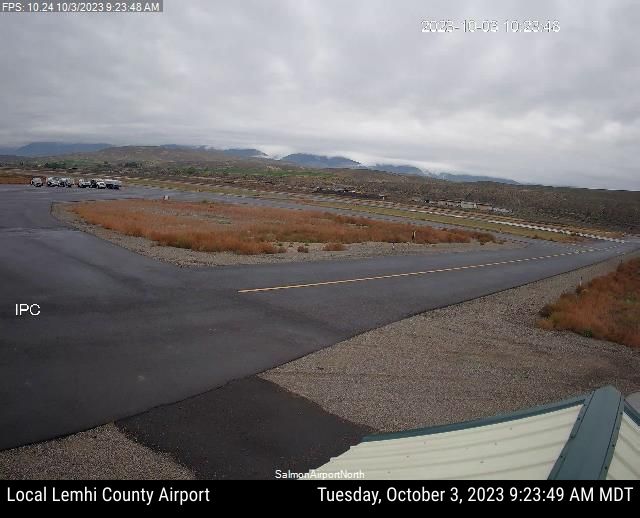 FPS: 10.24 10/3/2023 9:23:48 AM
2023-10-03 10:23:48
IPC
SalmonAirportNorth
Local Lemhi County Airport
Tuesday, October 3, 2023 9:23:49 AM MDT